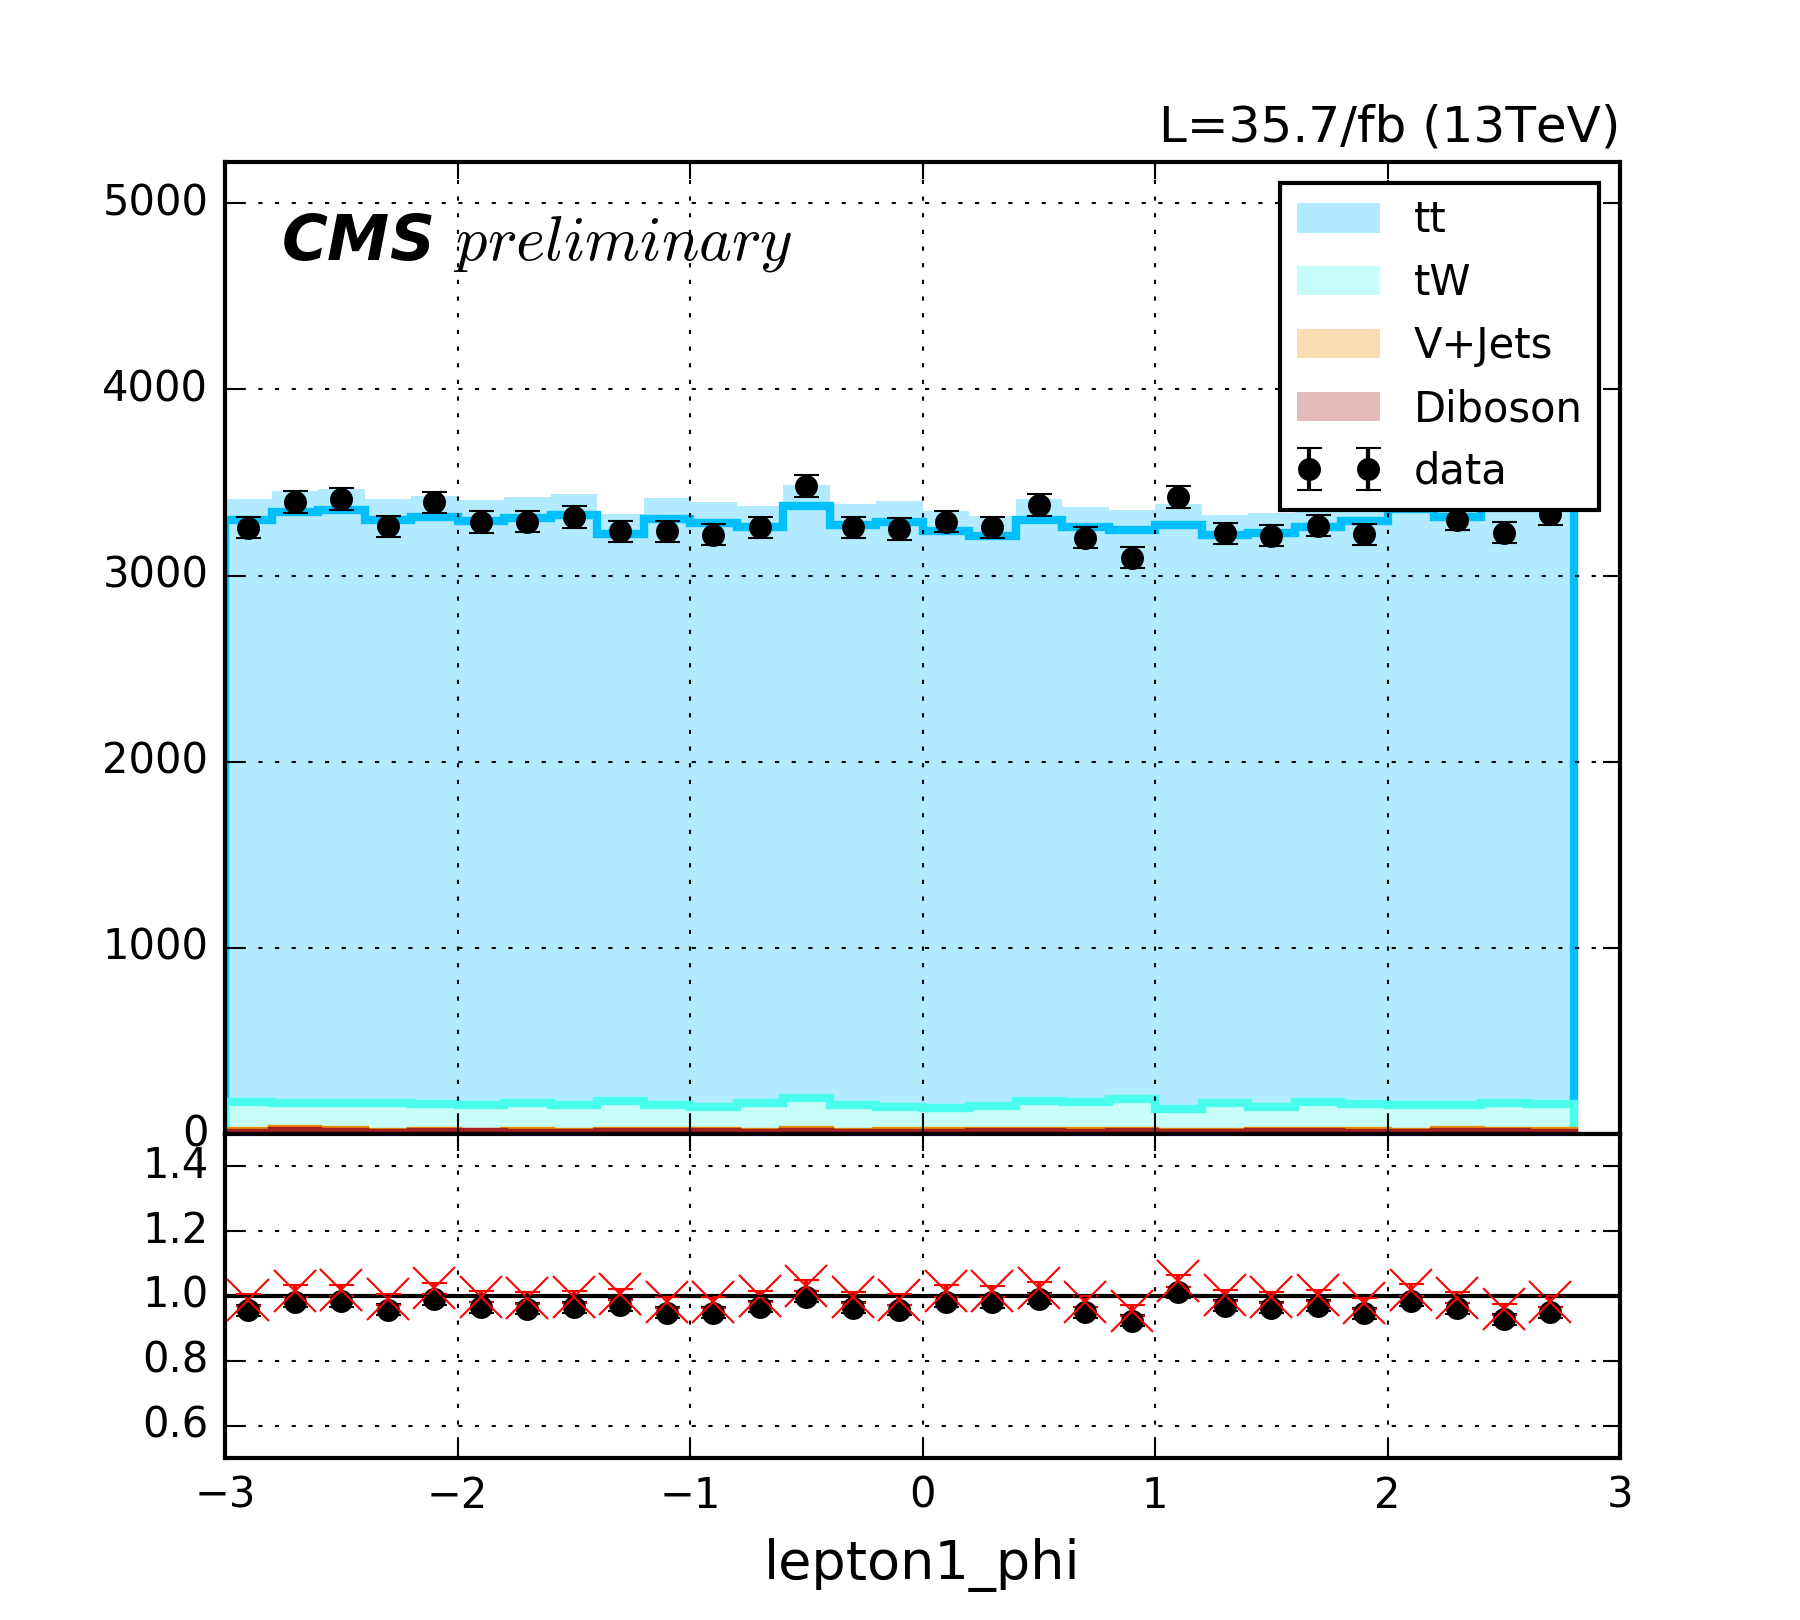 L=35.7/fb (13TeV)
CMS preliminary
tt
tW
V+Jets
Diboson
data
5000
4000
3000
2000
1000
0
1.4
1.2
1.0
0.8
0.6
−3 −2 −1 0 1 2 3
lepton1_phi